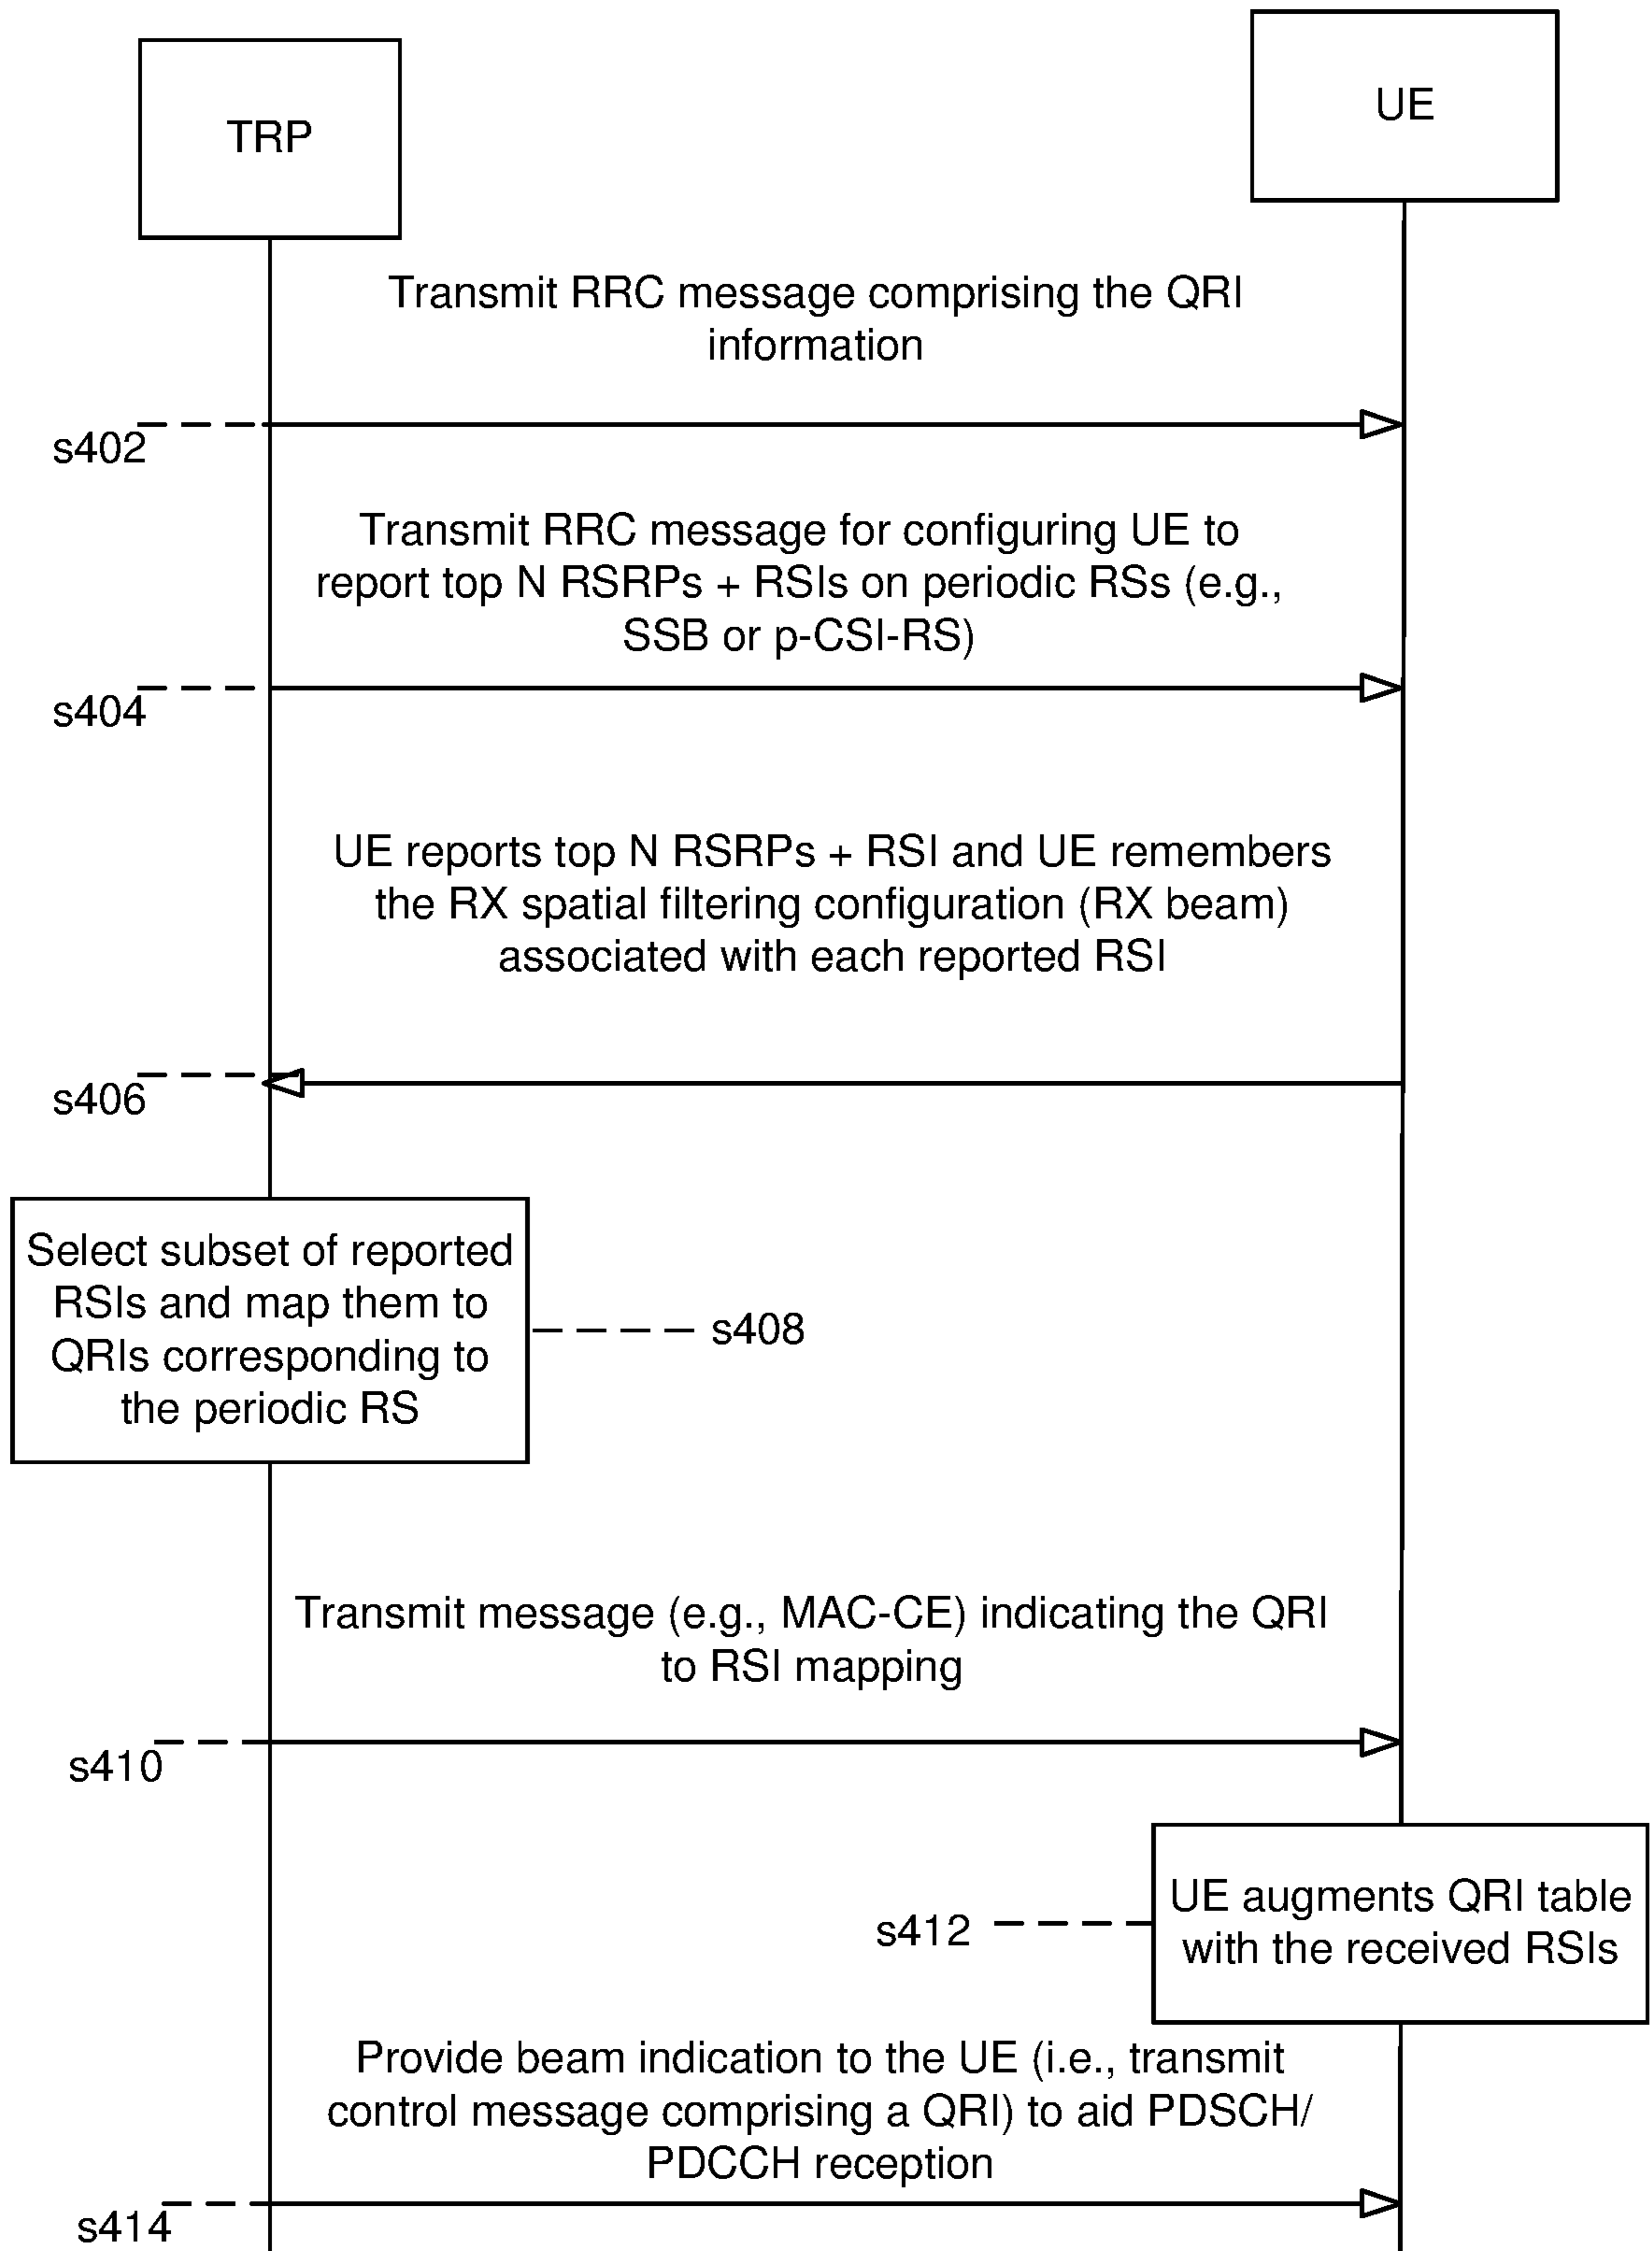 TRP
UE
Transmit RRC message comprising the QRI
information
s402
Transmit RRC message for configuring UE to
report top N RSRPs + RSIs on periodic RSs (e.g.,
SSB or p-CSI-RS)
s404
UE reports top N RSRPs + RSI and UE remembers
the RX spatial filtering configuration (RX beam)
associated with each reported RSI
s406
Select subset of reported
RSIs and map them to
QRIs corresponding to
the periodic RS
s408
Transmit message (e.g., MAC-CE) indicating the QRI
to RSI mapping
s410
UE augments QRI table
with the received RSIs
s412
Provide beam indication to the UE (i.e., transmit
control message comprising a QRI) to aid PDSCH/
PDCCH reception
s414